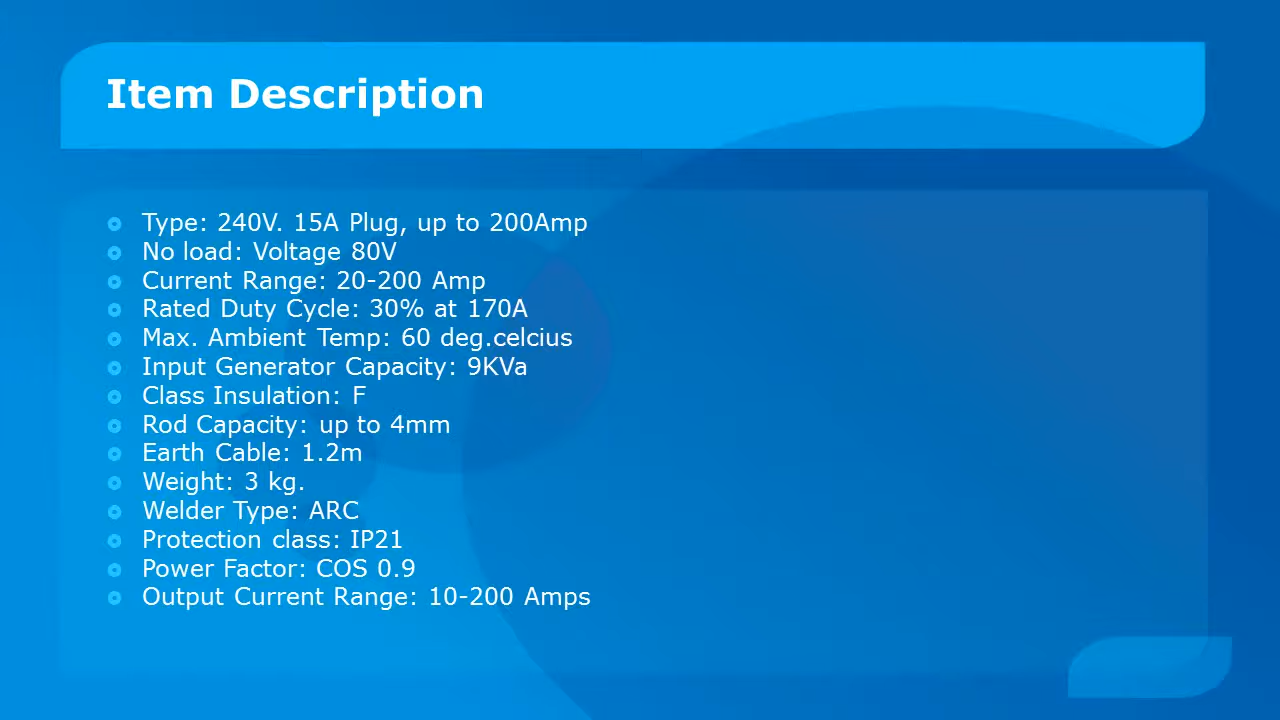 Item Description
Type: 240V. 15A Plug, up to 200Amp
No load: Voltage 80V
Current Range: 20-200 Amp
Rated Duty Cycle: 30% at 170A
Max. Ambient Temp: 60 deg.celcius
Input Generator Capacity: 9KVa
Class Insulation: F
Rod Capacity: up to 4mm
Earth Cable: 1.2m
Weight: 3 kg.
Welder Type: ARC
Protection class: IP21
Power Factor: COS 0.9
Output Current Range: 10-200 Amps